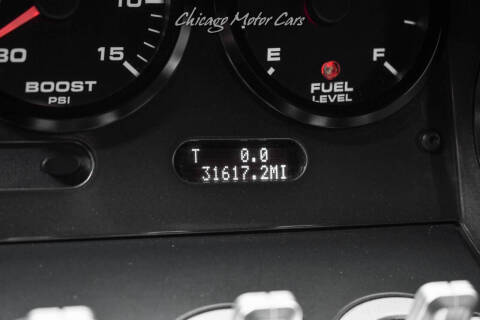 Chicago Motor Cars
30
10
15
BOOST
PSI
E
F
FUEL
LEVEL
T 0.0
31617.2MI